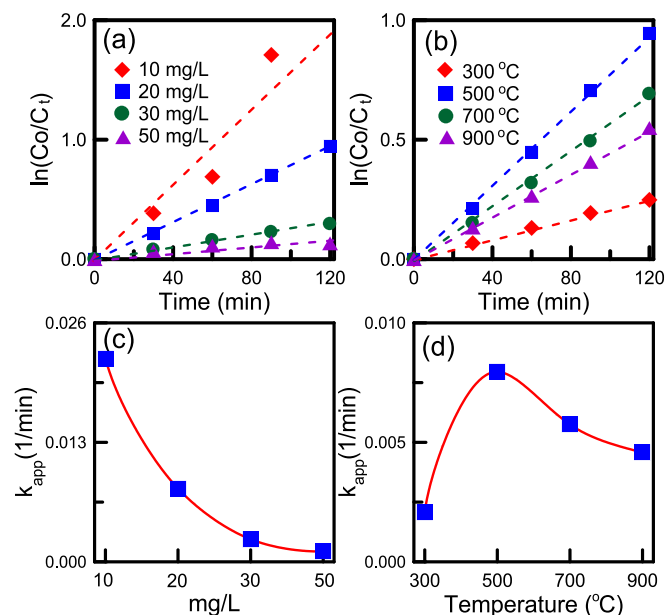 (a)
ln(Co/Ct)
2.0
1.0
0.0
10 mg/L
20 mg/L
30 mg/L
50 mg/L
0 40 80 120
Time (min)
(b)
ln(Co/Ct)
1.0
0.5
0.0
300 °C
500 °C
700 °C
900 °C
0 40 80 120
Time (min)
(c)
kapp(1/min)
0.026
0.013
0.000
10 20 30 50
mg/L
(d)
kapp(1/min)
0.010
0.005
0.000
300 500 700 900
Temperature (°C)